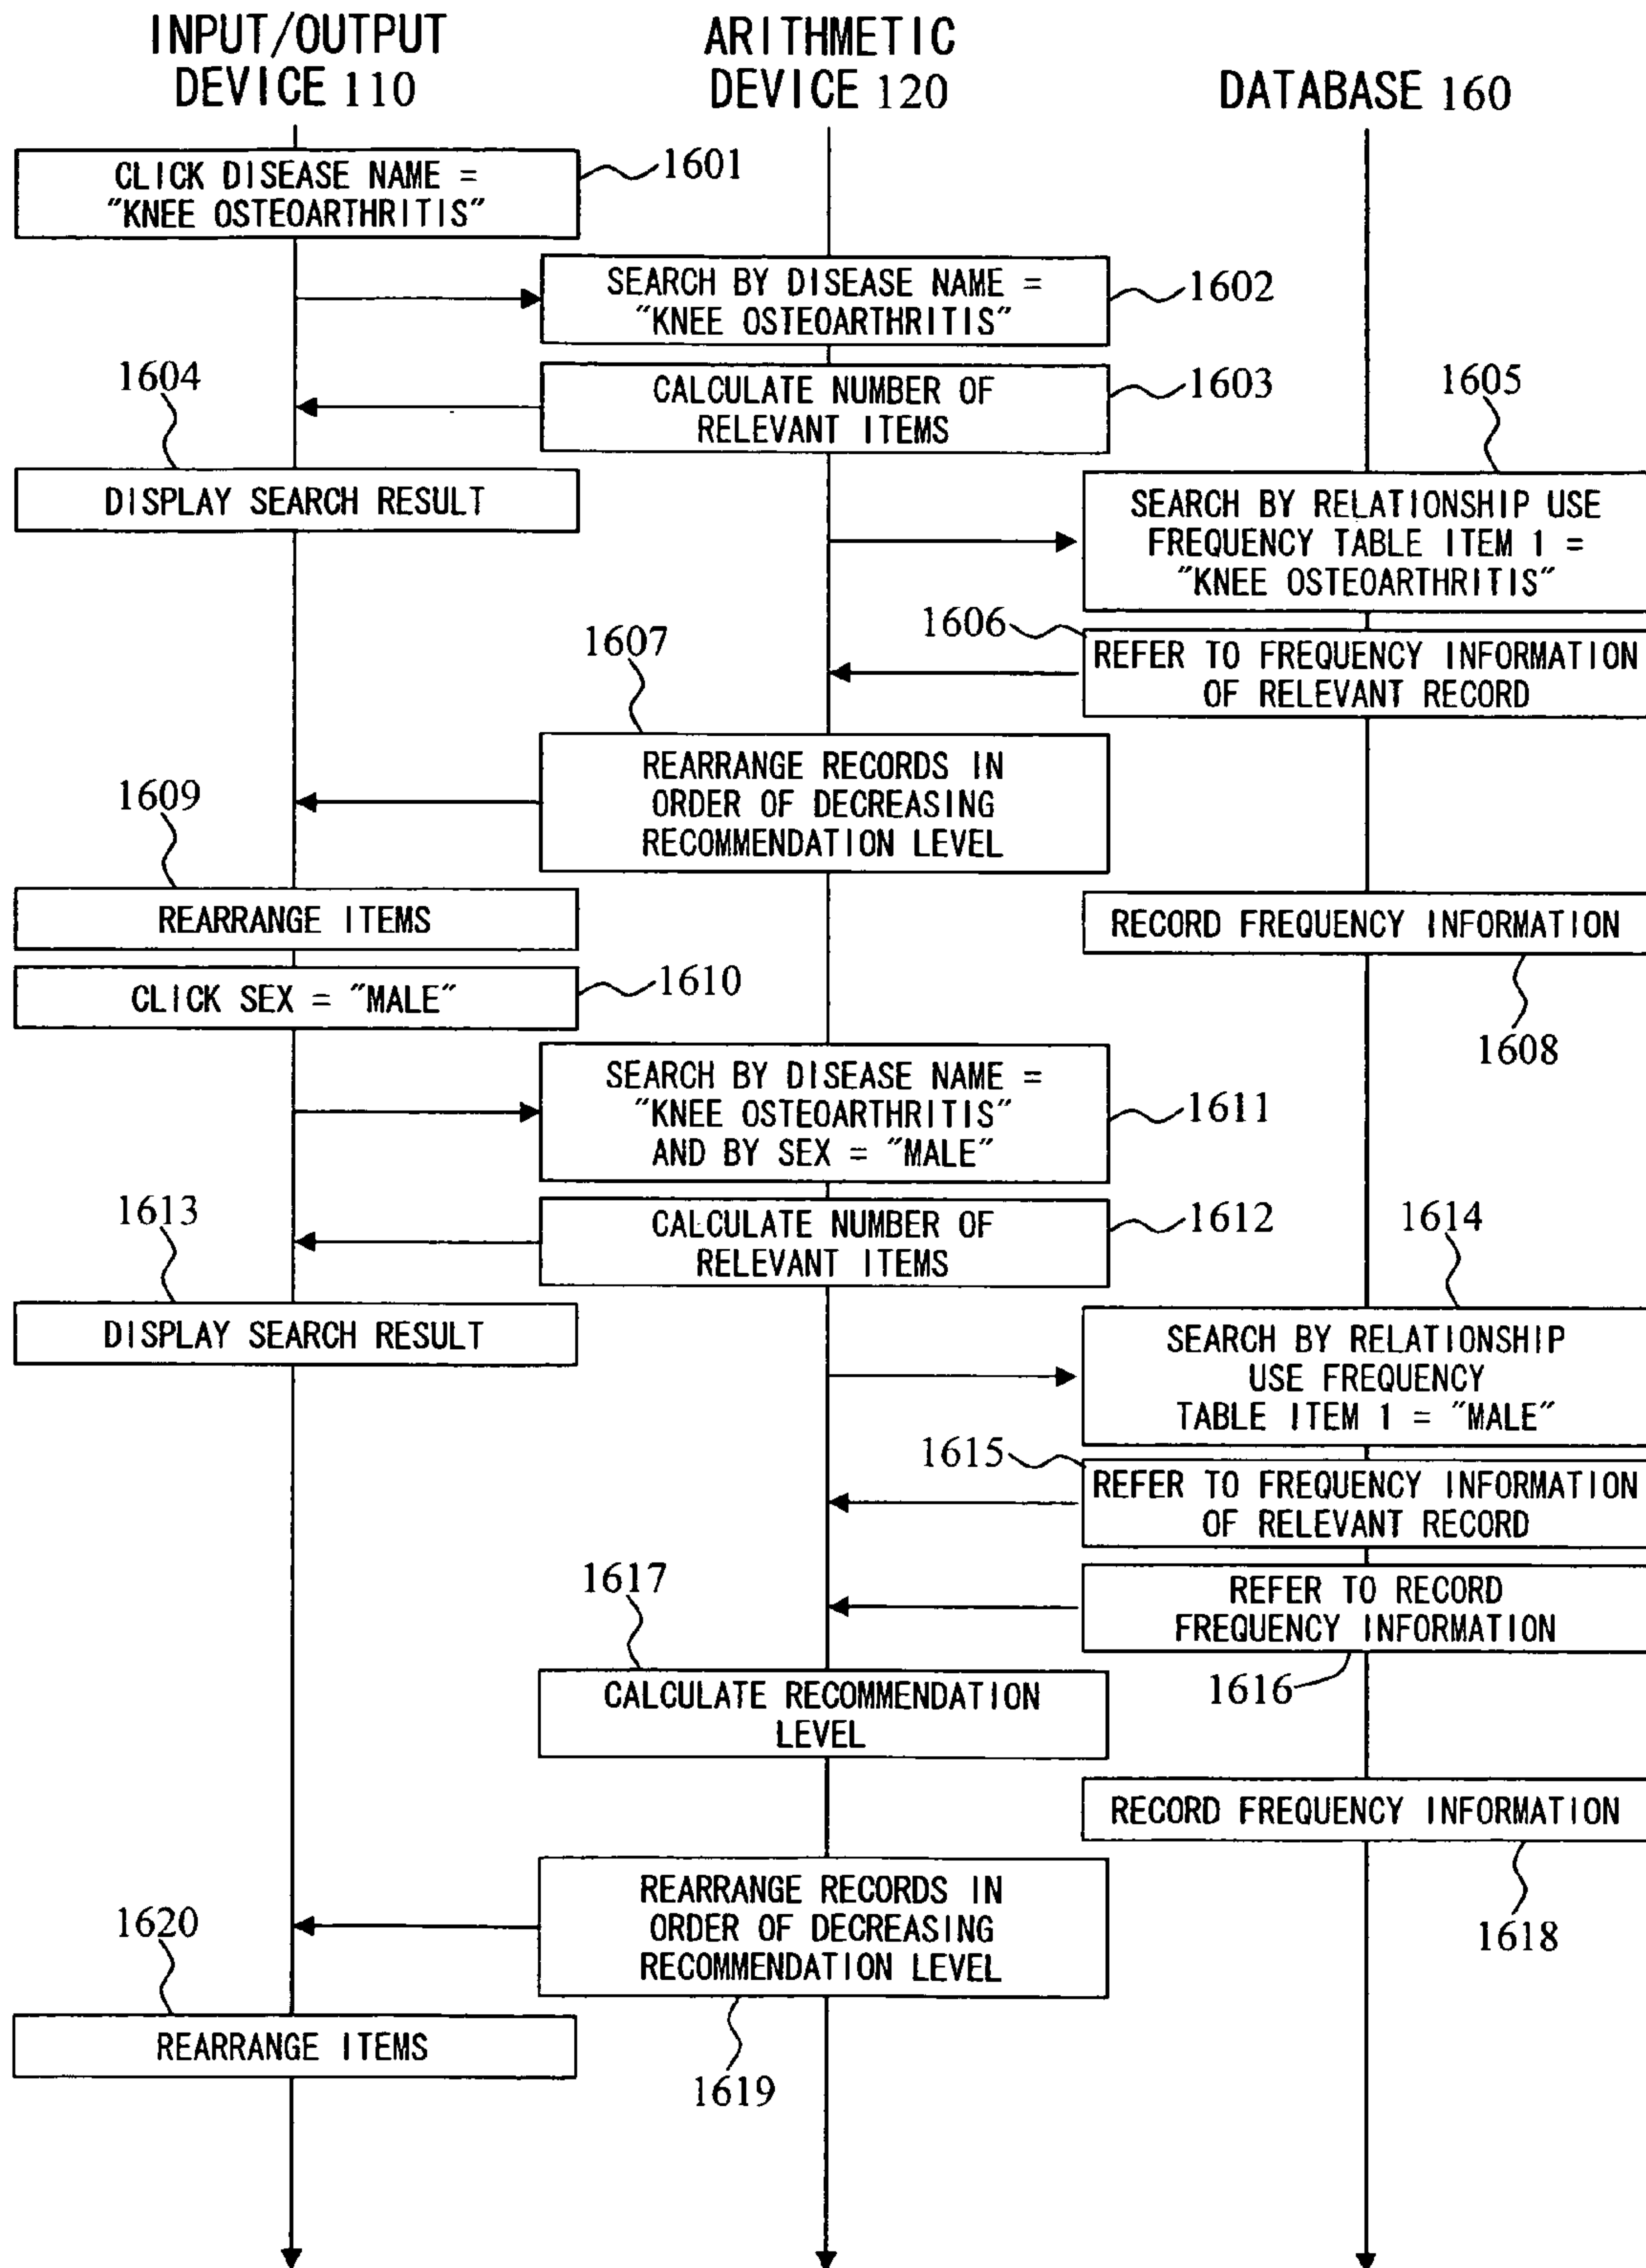 INPUT/OUTPUT
DEVICE 110
ARITHMETIC
DEVICE 120
DATABASE 160
CLICK DISEASE NAME =
"KNEE OSTEOARTHRITIS"
1601
SEARCH BY DISEASE NAME =
"KNEE OSTEOARTHRITIS"
1602
CALCULATE NUMBER OF
RELEVANT ITEMS
1603
1604
DISPLAY SEARCH RESULT
1605
SEARCH BY RELATIONSHIP USE
FREQUENCY TABLE ITEM 1 =
"KNEE OSTEOARTHRITIS"
1606
REFER TO FREQUENCY INFORMATION
OF RELEVANT RECORD
1607
REARRANGE RECORDS IN
ORDER OF DECREASING
RECOMMENDATION LEVEL
1609
REARRANGE ITEMS
RECORD FREQUENCY INFORMATION
1608
CLICK SEX = "MALE"
1610
SEARCH BY DISEASE NAME =
"KNEE OSTEOARTHRITIS"
AND BY SEX = "MALE"
1611
CALCULATE NUMBER OF
RELEVANT ITEMS
1612
1613
DISPLAY SEARCH RESULT
1614
SEARCH BY RELATIONSHIP
USE FREQUENCY
TABLE ITEM 1 = "MALE"
1615
REFER TO FREQUENCY INFORMATION
OF RELEVANT RECORD
REFER TO RECORD
FREQUENCY INFORMATION
1616
1617
CALCULATE RECOMMENDATION
LEVEL
RECORD FREQUENCY INFORMATION
1618
REARRANGE RECORDS IN
ORDER OF DECREASING
RECOMMENDATION LEVEL
1619
1620
REARRANGE ITEMS